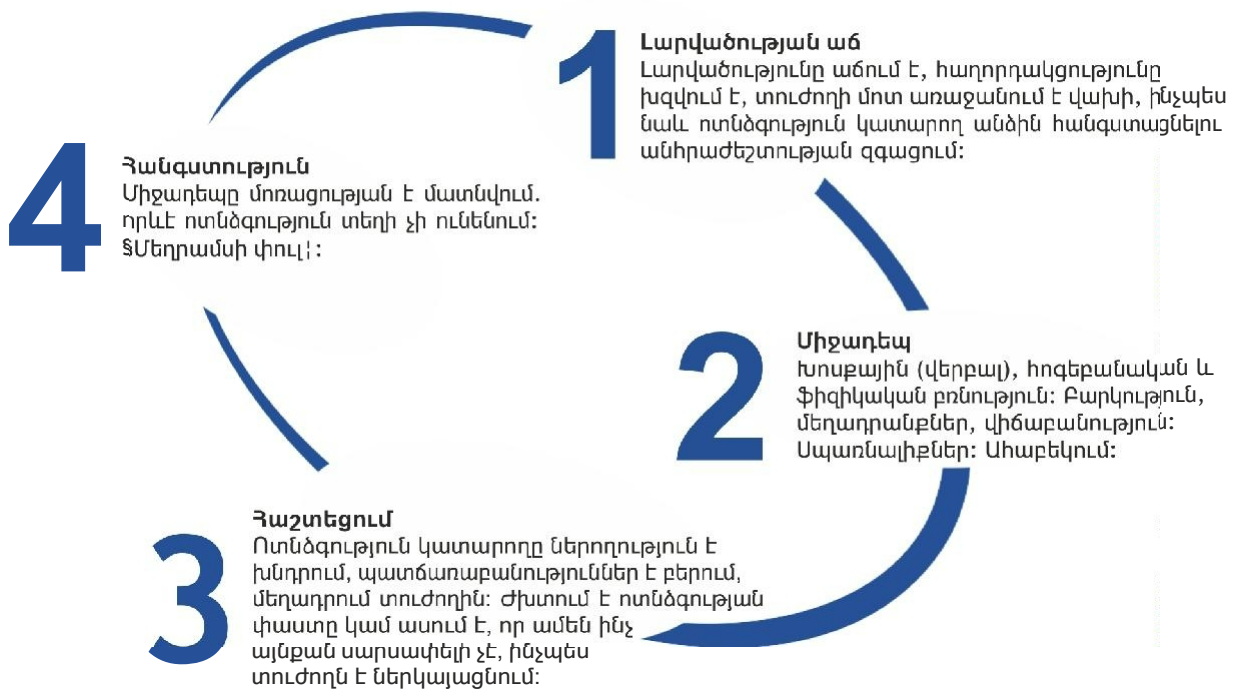 1
Լարվածության աճ
Լարվածությունը աճում է, հաղորդակցությունը
խզվում է, տուժողի մոտ առաջանում է վախի, ինչպես
նաև ոտնձգություն կատարող անձին հանգստացնելու
անհրաժեշտության զգացում:
2
Միջադեպ
Խոսքային (վերբալ), հոգեբանական և
ֆիզիկական բռնություն: Բարկություն,
մեղադրանքներ, վիճաբանություն:
Սպառնալիքներ: Ահաբեկում:
3
Հաշտեցում
Ոտնձգություն կատարողը ներողություն է
խնդրում, պատճառաբանություններ է բերում,
մեղադրում տուժողին: Ժխտում է ոտնձգության
փաստը կամ ասում է, որ ամեն ինչ
այնքան սարսափելի չէ, ինչպես
տուժողն է ներկայացնում:
4
Հանգստություն
Միջադեպը մոռացության է մատնվում.
որևէ ոտնձգություն տեղի չի ունենում:
§Մեղրամսի փուլ¦: